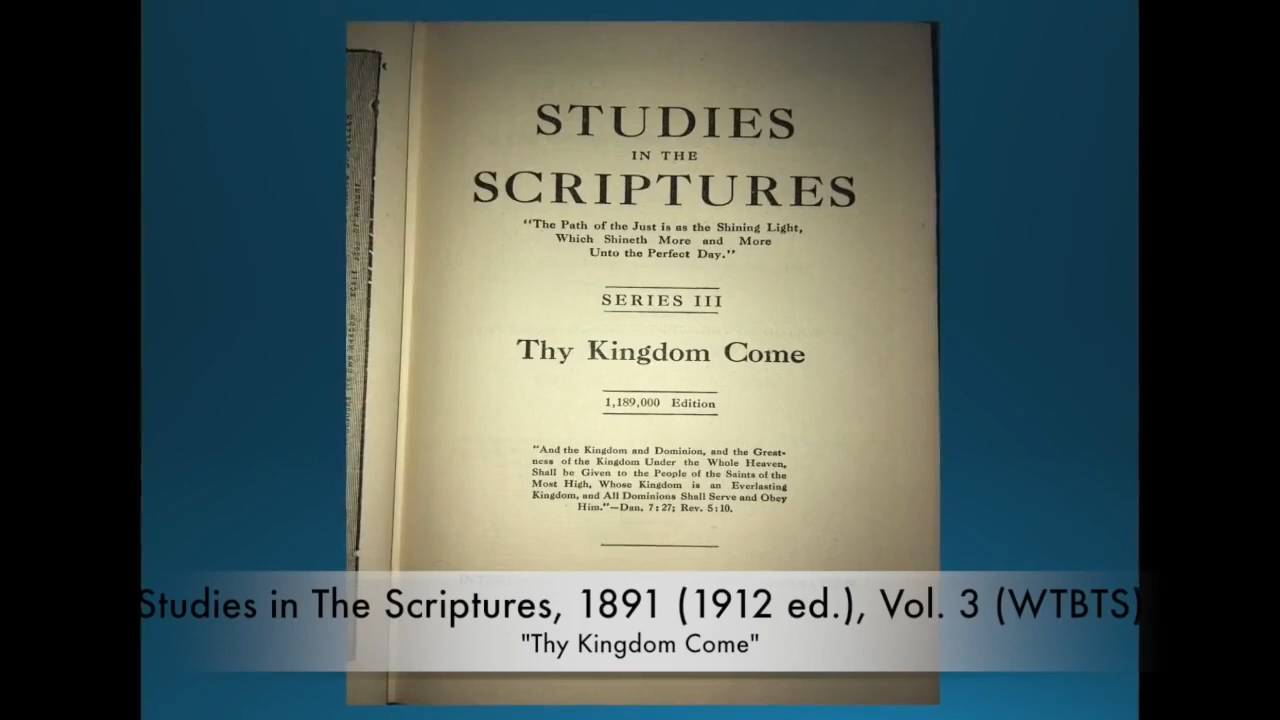 STUDIES
IN THE
SCRIPTURES
"The Path of the Just is as the Shining Light,
Which Shineth More and More
Unto the Perfect Day."
SERIES III
Thy Kingdom Come
1,189,000 Edition
"And the Kingdom and Dominion, and the Great-
ness of the Kingdom Under the Whole Heaven,
Shall be Given to the People of the Saints of the
Most High, Whose Kingdom is an Everlasting
Kingdom, and All Dominions Shall Serve and Obey
Him."—Dan. 7:27; Rev. 5:10.
Studies in The Scriptures, 1891 (1912 ed.), Vol. 3 (WTBTS)
"Thy Kingdom Come"